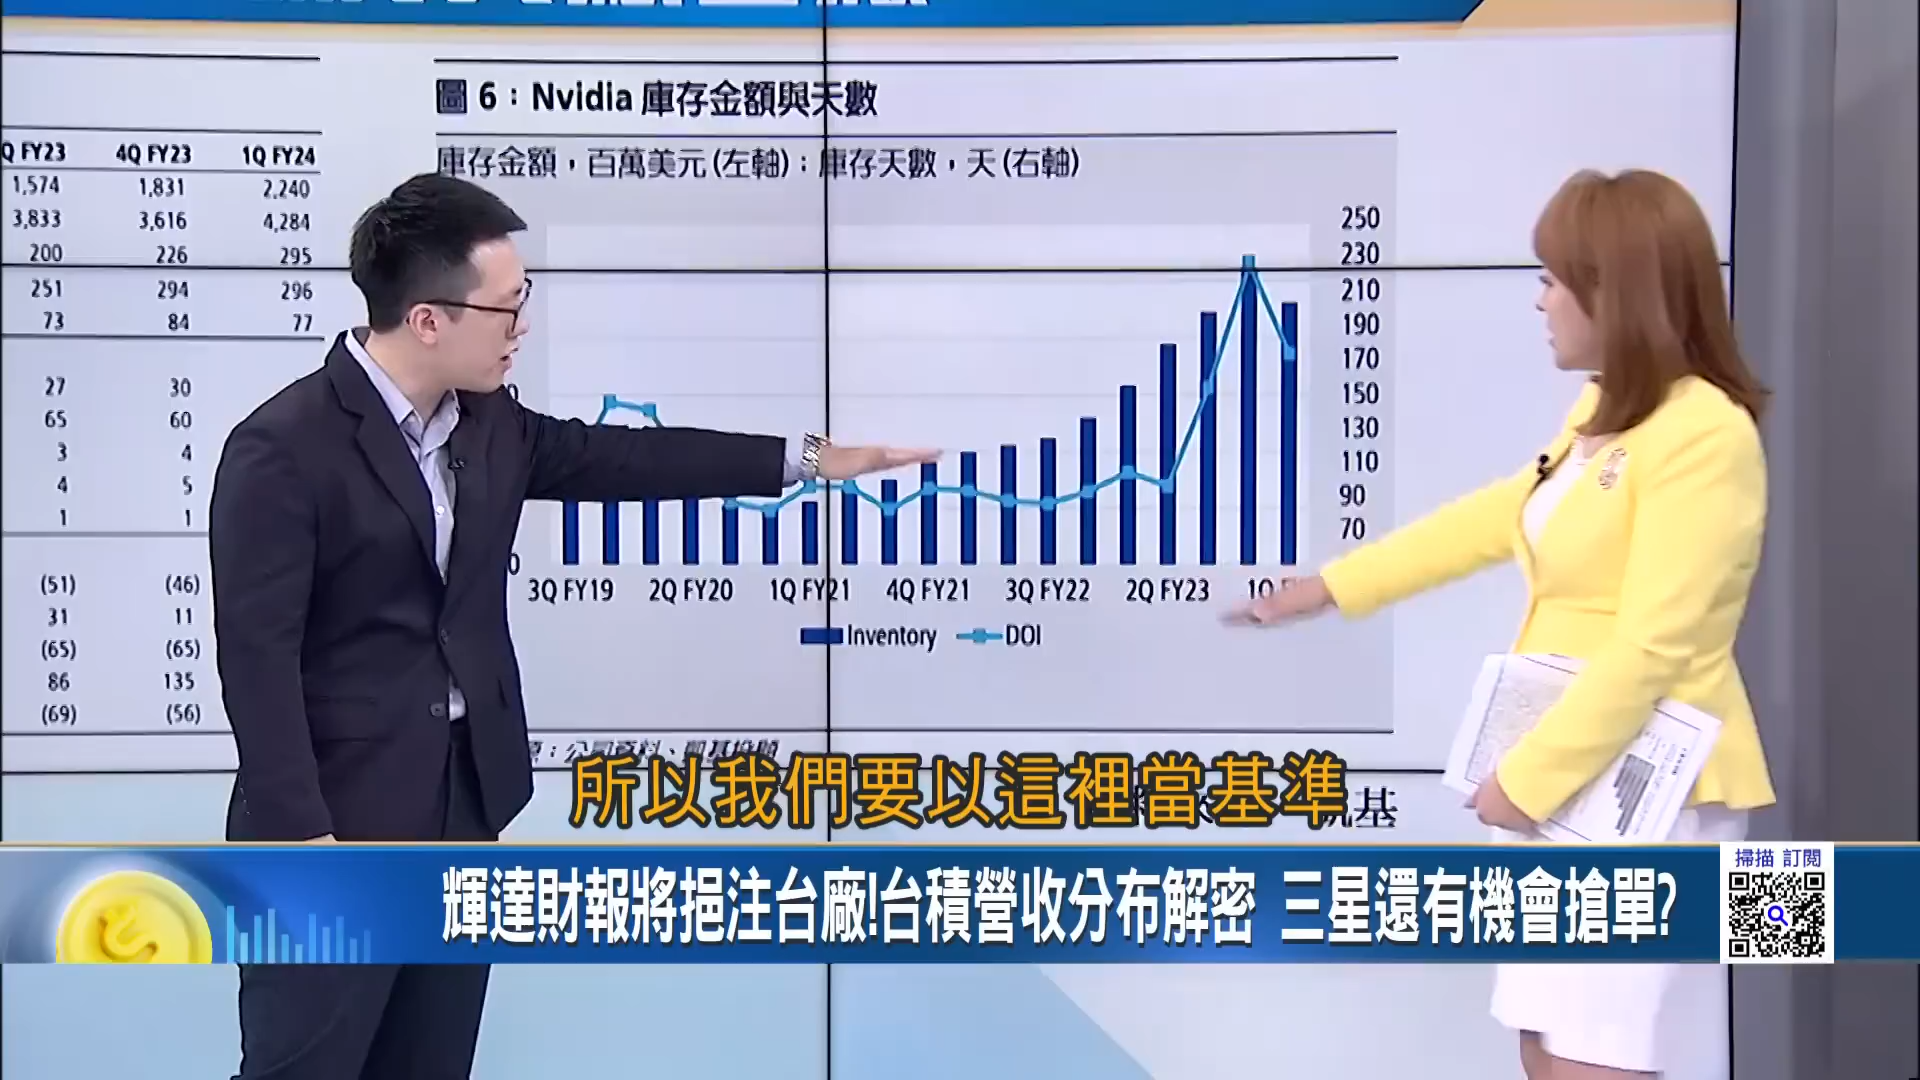 圖 6：Nvidia 庫存金額與天數
庫存金額，百萬美元(左軸)；庫存天數，天(右軸)
Q FY23 4Q FY23 1Q FY24
1,574 1,831 2,240
3,833 3,616 4,284
200 226 295
251 294 296
73 84 77
27 30
65 60
3 4
4 5
1 1
(51) (46)
31 11
(65) (65)
86 135
(69) (56)
250
230
210
190
170
150
130
110
90
70
0
3Q FY19 2Q FY20 1Q FY21 4Q FY21 3Q FY22 2Q FY23 1Q
Inventory DOI
所以我們要以這裡當基準
輝達財報將挹注台廠!台積營收分布解密 三星還有機會搶單?
掃描 訂閱